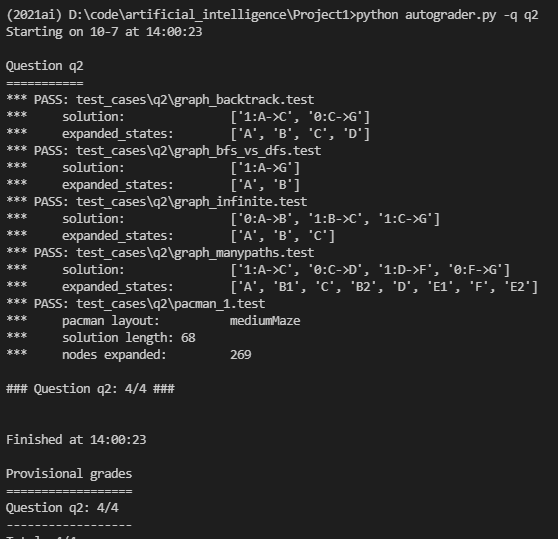 (2021ai) D:\code\artificial_intelligence\Project1>python autograder.py -q q2
Starting on 10-7 at 14:00:23
Question q2
===========
*** PASS: test_cases\q2\graph_backtrack.test
*** solution: ['1:A->C', '0:C->G']
*** expanded_states: ['A', 'B', 'C', 'D']
*** PASS: test_cases\q2\graph_bfs_vs_dfs.test
*** solution: ['1:A->G']
*** expanded_states: ['A', 'B']
*** PASS: test_cases\q2\graph_infinite.test
*** solution: ['0:A->B', '1:B->C', '1:C->G']
*** expanded_states: ['A', 'B', 'C']
*** PASS: test_cases\q2\graph_manypaths.test
*** solution: ['1:A->C', '0:C->D', '1:D->F', '0:F->G']
*** expanded_states: ['A', 'B1', 'C', 'B2', 'D', 'E1', 'F', 'E2']
*** PASS: test_cases\q2\pacman_1.test
*** pacman layout: mediumMaze
*** solution length: 68
*** nodes expanded: 269
### Question q2: 4/4 ###
Finished at 14:00:23
Provisional grades
==================
Question q2: 4/4
------------------